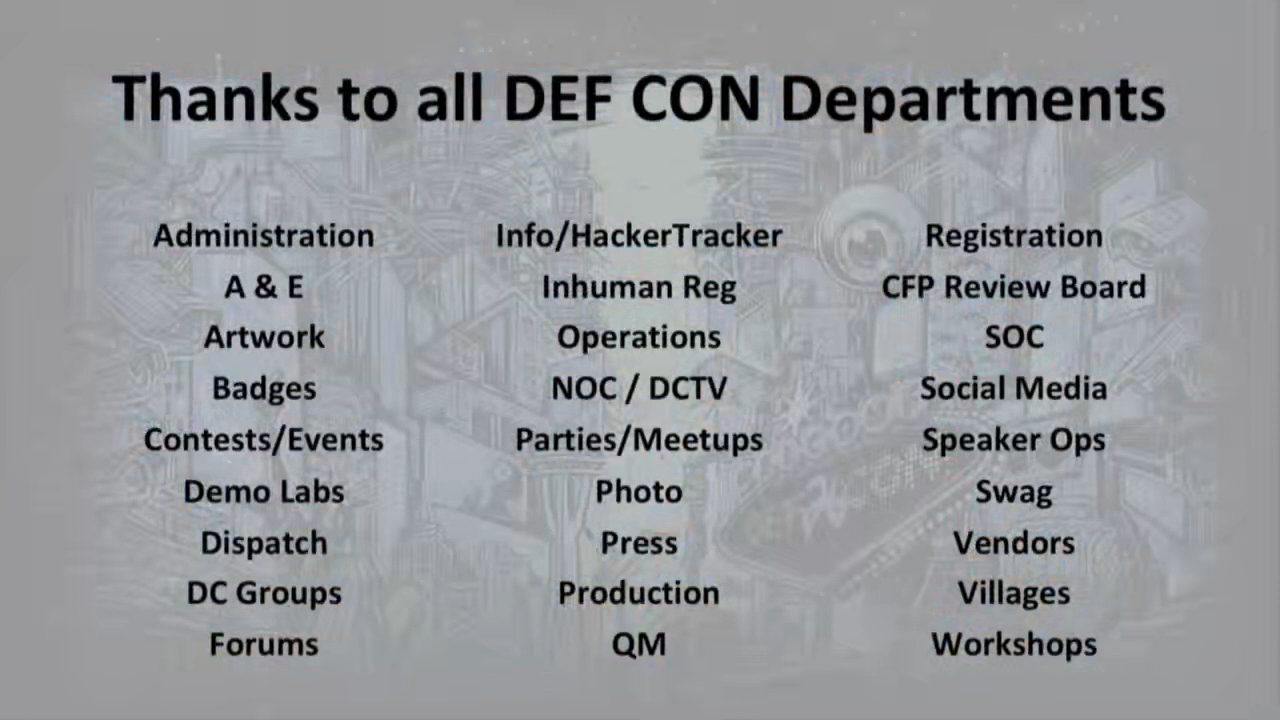 Thanks to all DEF CON Departments
Administration
A & E
Artwork
Badges
Contests/Events
Demo Labs
Dispatch
DC Groups
Forums
Info/HackerTracker
Inhuman Reg
Operations
NOC / DCTV
Parties/Meetups
Photo
Press
Production
QM
Registration
CFP Review Board
SOC
Social Media
Speaker Ops
Swag
Vendors
Villages
Workshops